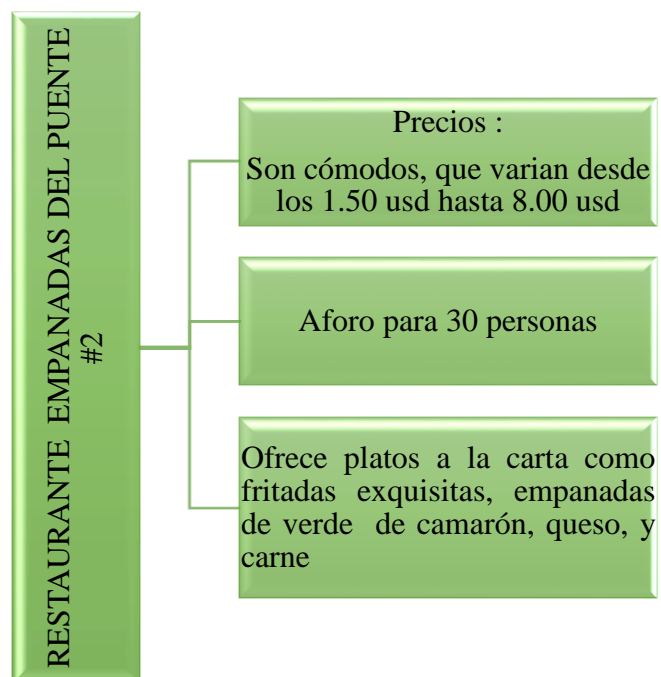 RESTAURANTE EMPANADAS DEL PUENTE
#2
Precios :
Son cómodos, que varian desde
los 1.50 usd hasta 8.00 usd
Aforo para 30 personas
Ofrece platos a la carta como
fritadas exquisitas, empanadas
de verde de camarón, queso, y
carne